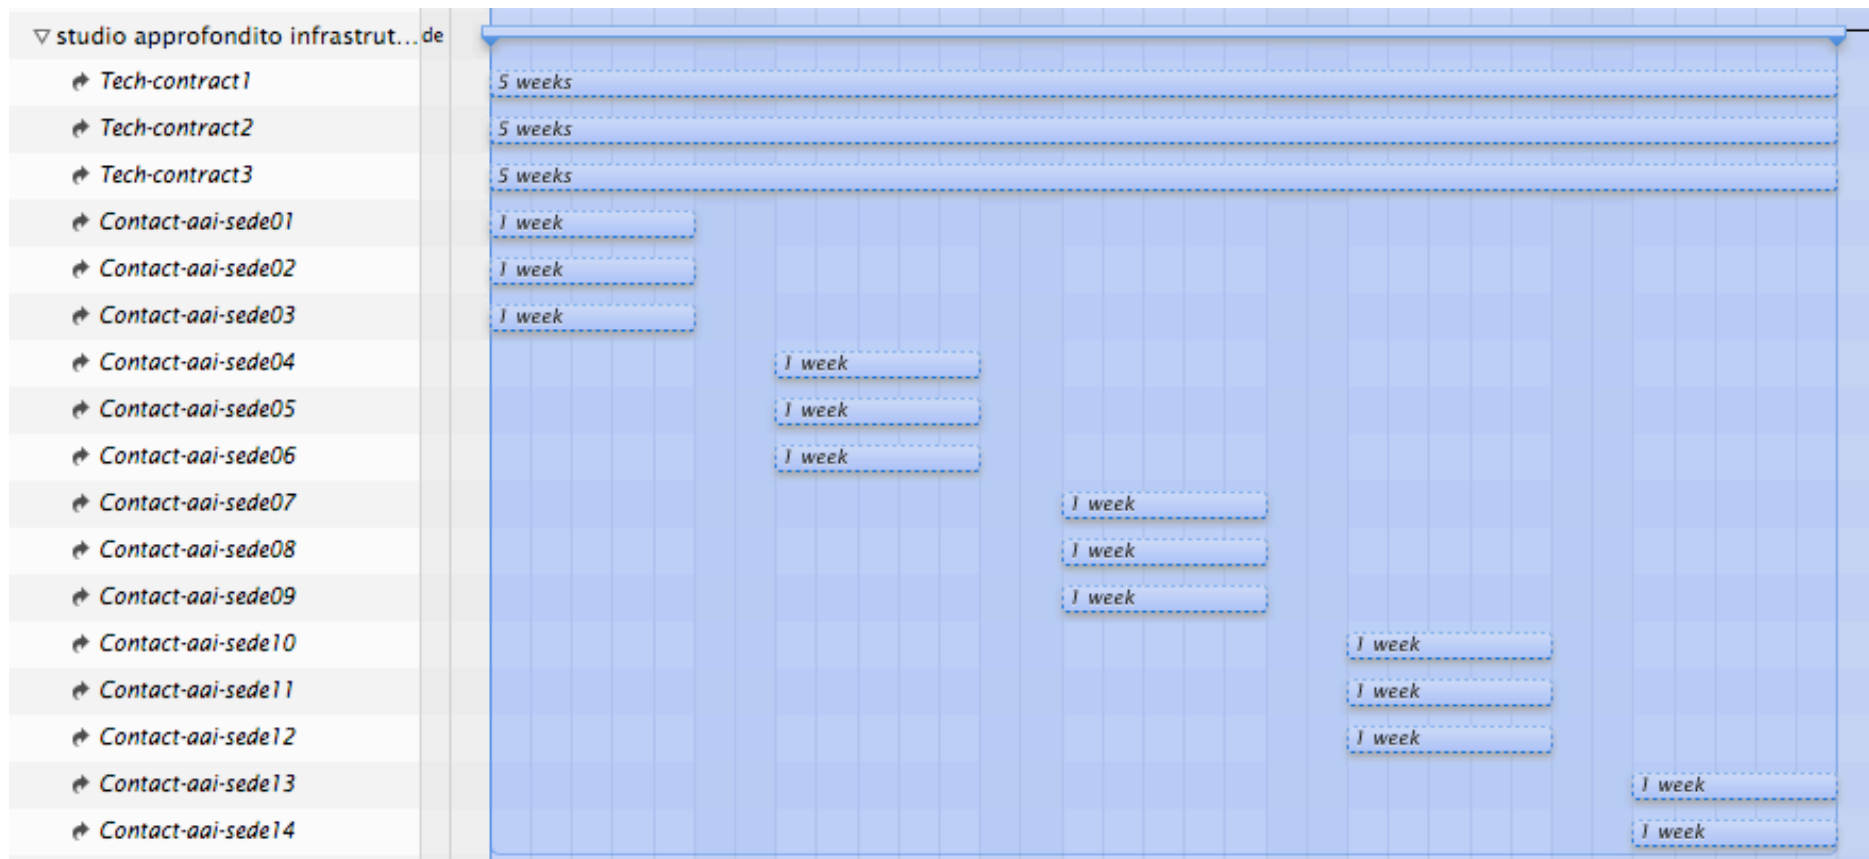 studio approfondito infrastrut... de
Tech-contract1 5 weeks
Tech-contract2 5 weeks
Tech-contract3 5 weeks
Contact-aai-sede01 1 week
Contact-aai-sede02 1 week
Contact-aai-sede03 1 week
Contact-aai-sede04 1 week
Contact-aai-sede05 1 week
Contact-aai-sede06 1 week
Contact-aai-sede07 1 week
Contact-aai-sede08 1 week
Contact-aai-sede09 1 week
Contact-aai-sede10 1 week
Contact-aai-sede11 1 week
Contact-aai-sede12 1 week
Contact-aai-sede13 1 week
Contact-aai-sede14 1 week